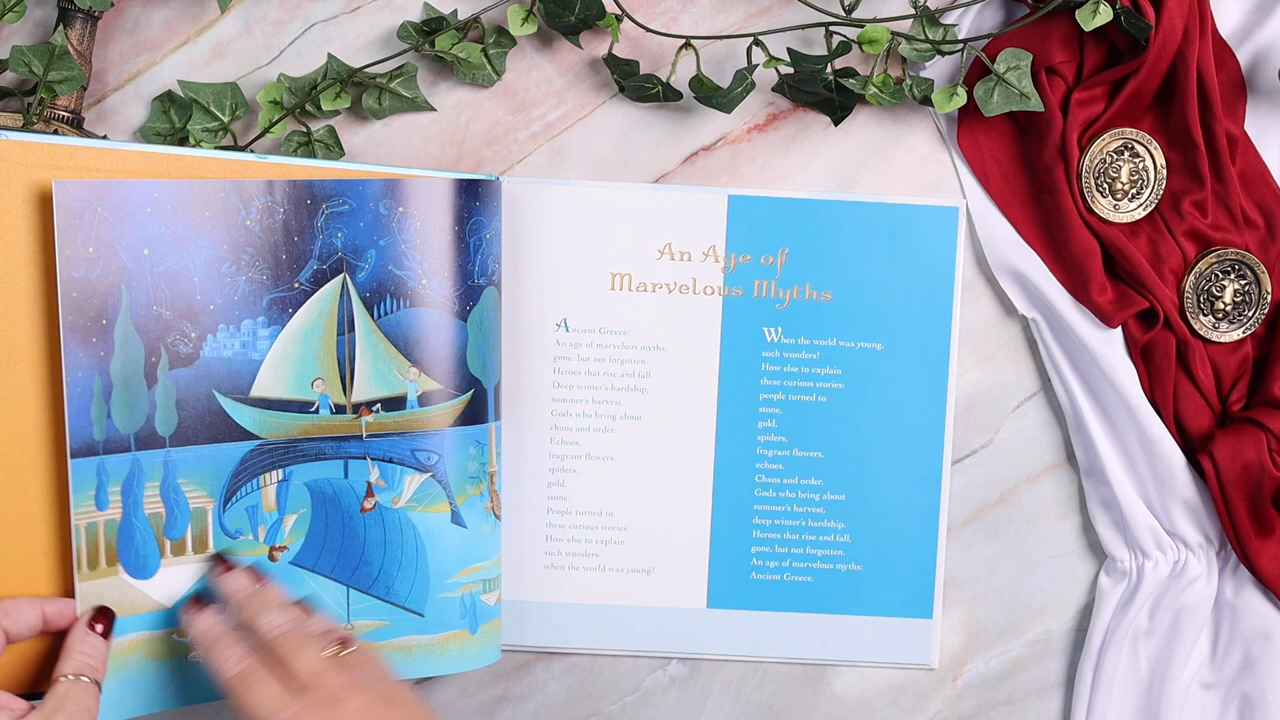 An Age of
Marvelous Myths
Ancient Greece:
An age of marvelous myths,
gone, but not forgotten.
Heroes that rise and fall.
Deep winter's hardship,
summer's harvest.
Gods who bring about
chaos and order.
Echoes,
fragrant flowers,
spiders,
gold,
stone.
People turned to
these curious stories.
How else to explain
such wonders
when the world was young?
When the world was young,
such wonders!
How else to explain
these curious stories:
people turned to
stone,
gold,
spiders,
fragrant flowers,
echoes.
Chaos and order.
Gods who bring about
summer's harvest,
deep winter's hardship.
Heroes that rise and fall,
gone, but not forgotten.
An age of marvelous myths:
Ancient Greece.
THEATRO